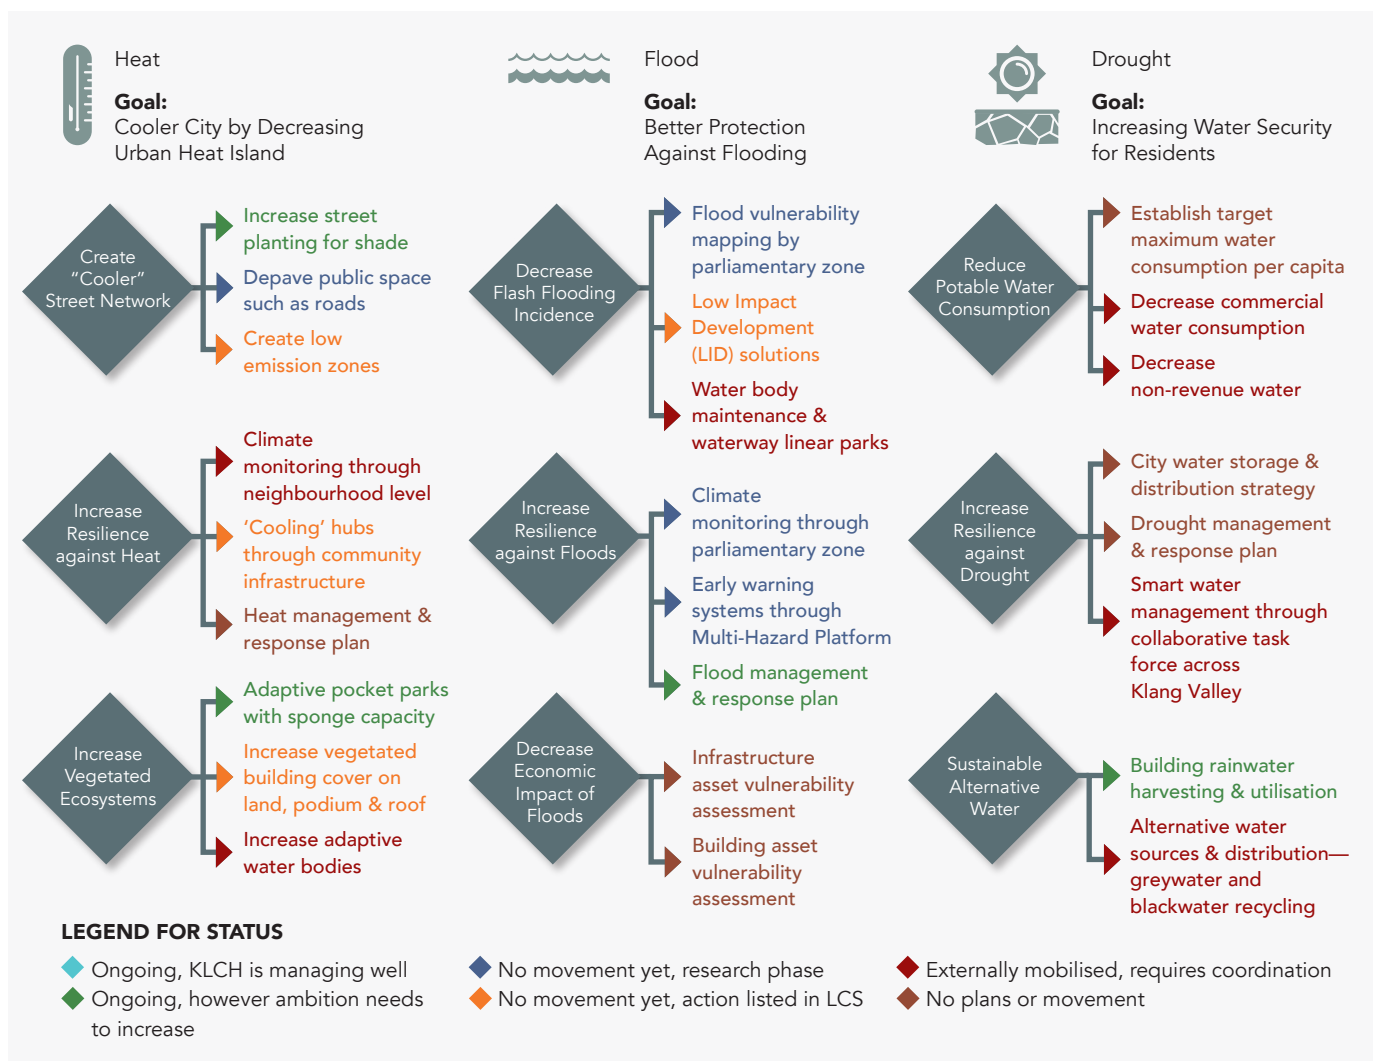 Heat
Goal:
Cooler City by Decreasing
Urban Heat Island
Create
“Cooler”
Street Network
Increase street
planting for shade
Depave public space
such as roads
Create low
emission zones
Increase
Resilience
against Heat
Climate
monitoring through
neighbourhood level
‘Cooling’ hubs
through community
infrastructure
Heat management &
response plan
Increase
Vegetated
Ecosystems
Adaptive pocket parks
with sponge capacity
Increase vegetated
building cover on
land, podium & roof
Increase adaptive
water bodies
Flood
Goal:
Better Protection
Against Flooding
Decrease
Flash Flooding
Incidence
Flood vulnerability
mapping by
parliamentary zone
Low Impact
Development
(LID) solutions
Water body
maintenance &
waterway linear parks
Increase
Resilience
against Floods
Climate
monitoring through
parliamentary zone
Early warning
systems through
Multi-Hazard Platform
Flood management
& response plan
Decrease
Economic
Impact of
Floods
Infrastructure
asset vulnerability
assessment
Building asset
vulnerability
assessment
Drought
Goal:
Increasing Water Security
for Residents
Reduce
Potable Water
Consumption
Establish target
maximum water
consumption per capita
Decrease commercial
water consumption
Decrease
non-revenue water
Increase
Resilience
against
Drought
City water storage &
distribution strategy
Drought management
& response plan
Smart water
management through
collaborative task
force across
Klang Valley
Sustainable
Alternative
Water
Building rainwater
harvesting & utilisation
Alternative water
sources & distribution—
greywater and
blackwater recycling
LEGEND FOR STATUS
Ongoing, KLCH is managing well
Ongoing, however ambition needs
to increase
No movement yet, research phase
No movement yet, action listed in LCS
Externally mobilised, requires coordination
No plans or movement